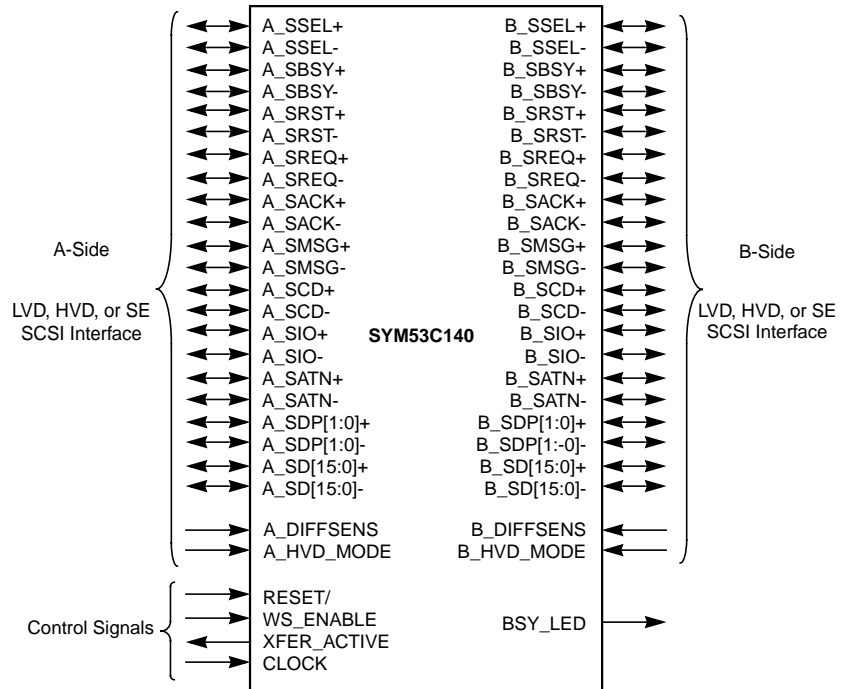 A_SSEL+ B_SSEL+
A_SSEL- B_SSEL-
A_SBSY+ B_SBSY+
A_SBSY- B_SBSY-
A_SRST+ B_SRST+
A_SRST- B_SRST-
A_SREQ+ B_SREQ+
A_SREQ- B_SREQ-
A_SACK+ B_SACK+
A_SACK- B_SACK-
A-Side A_SMSG+ B_SMSG+ B-Side
A_SMSG- B_SMSG-
A_SCD+ B_SCD+
LVD, HVD, or SE A_SCD- B_SCD- LVD, HVD, or SE
SCSI Interface A_SIO+ SYM53C140 B_SIO+ SCSI Interface
A_SIO- B_SIO-
A_SATN+ B_SATN+
A_SATN- B_SATN-
A_SDP[1:0]+ B_SDP[1:0]+
A_SDP[1:0]- B_SDP[1:-0]-
A_SD[15:0]+ B_SD[15:0]+
A_SD[15:0]- B_SD[15:0]-
A_DIFFSENS B_DIFFSENS
A_HVD_MODE B_HVD_MODE
RESET/
Control Signals WS_ENABLE BSY_LED
XFER_ACTIVE
CLOCK